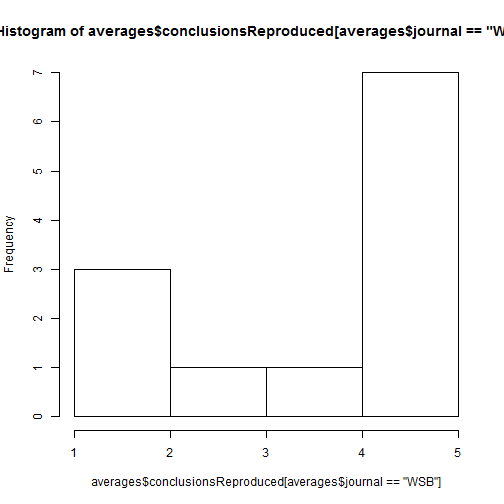 Histogram of averages$conclusionsReproduced[averages$journal == "W
7
6
5
4
3
2
1
0
Frequency
1 2 3 4 5
averages$conclusionsReproduced[averages$journal == "WSB"]